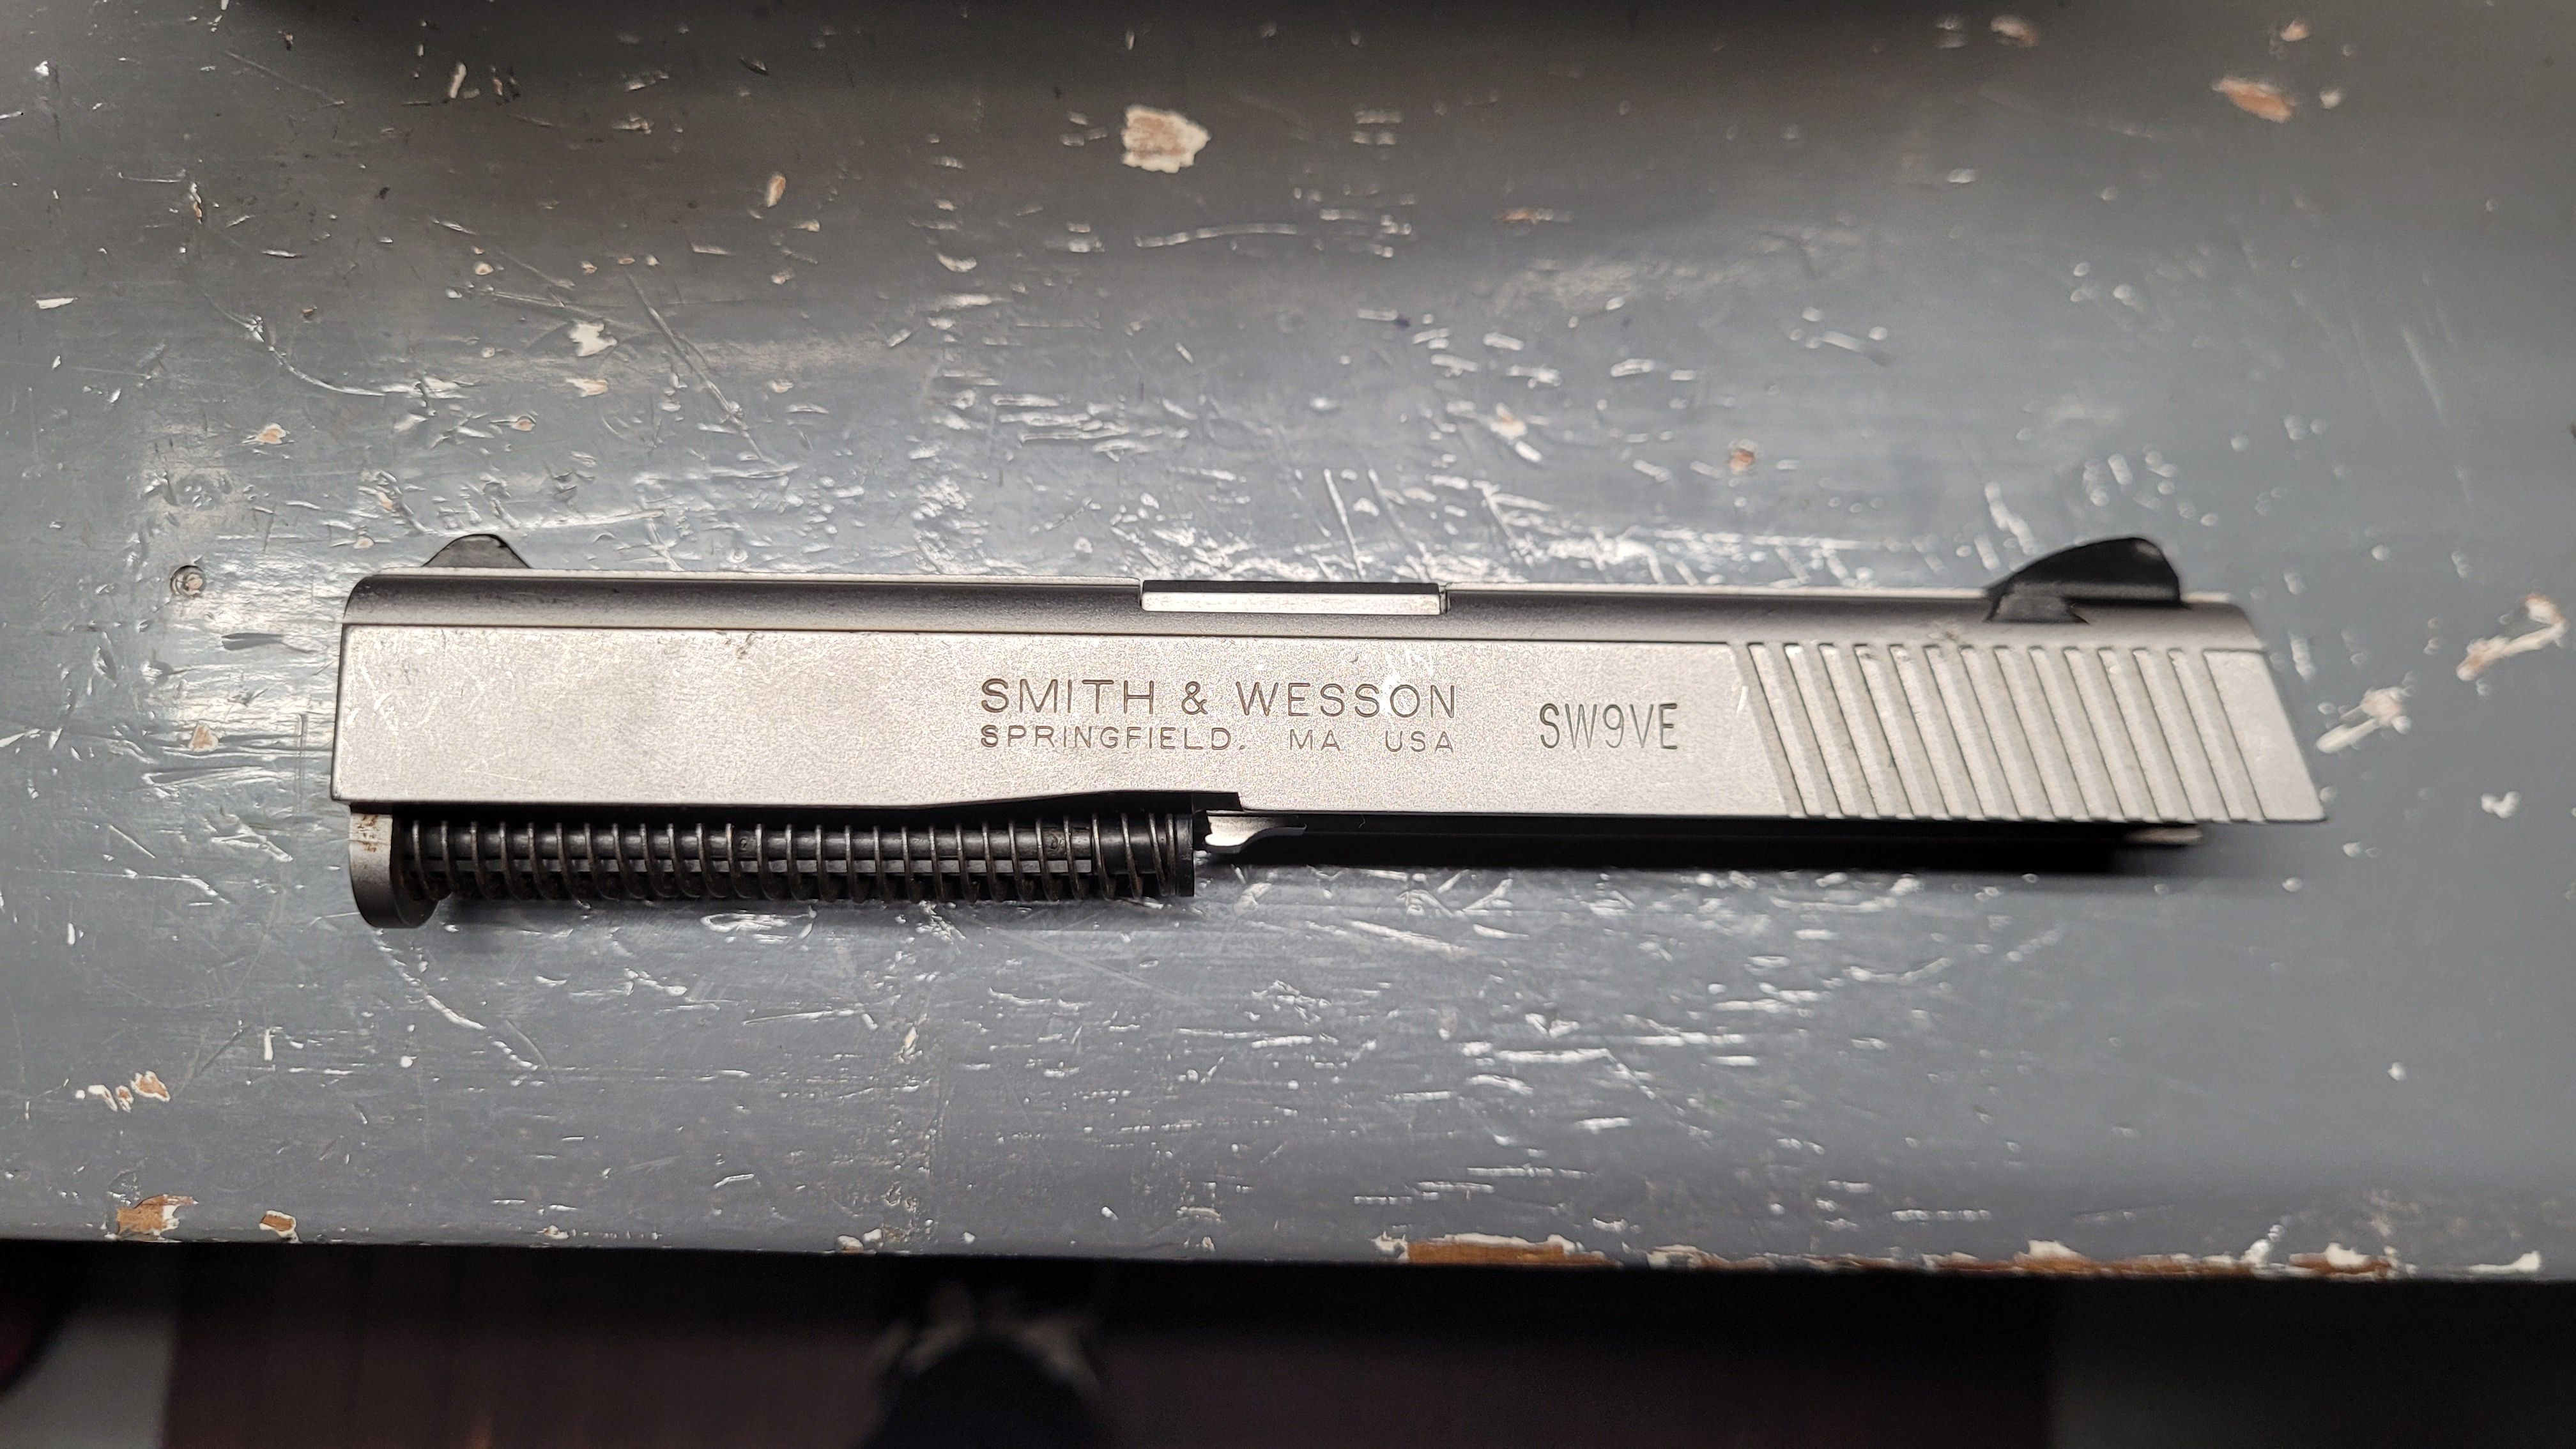 SMITH & WESSON
SPRINGFIELD, MA USA
SW9VE